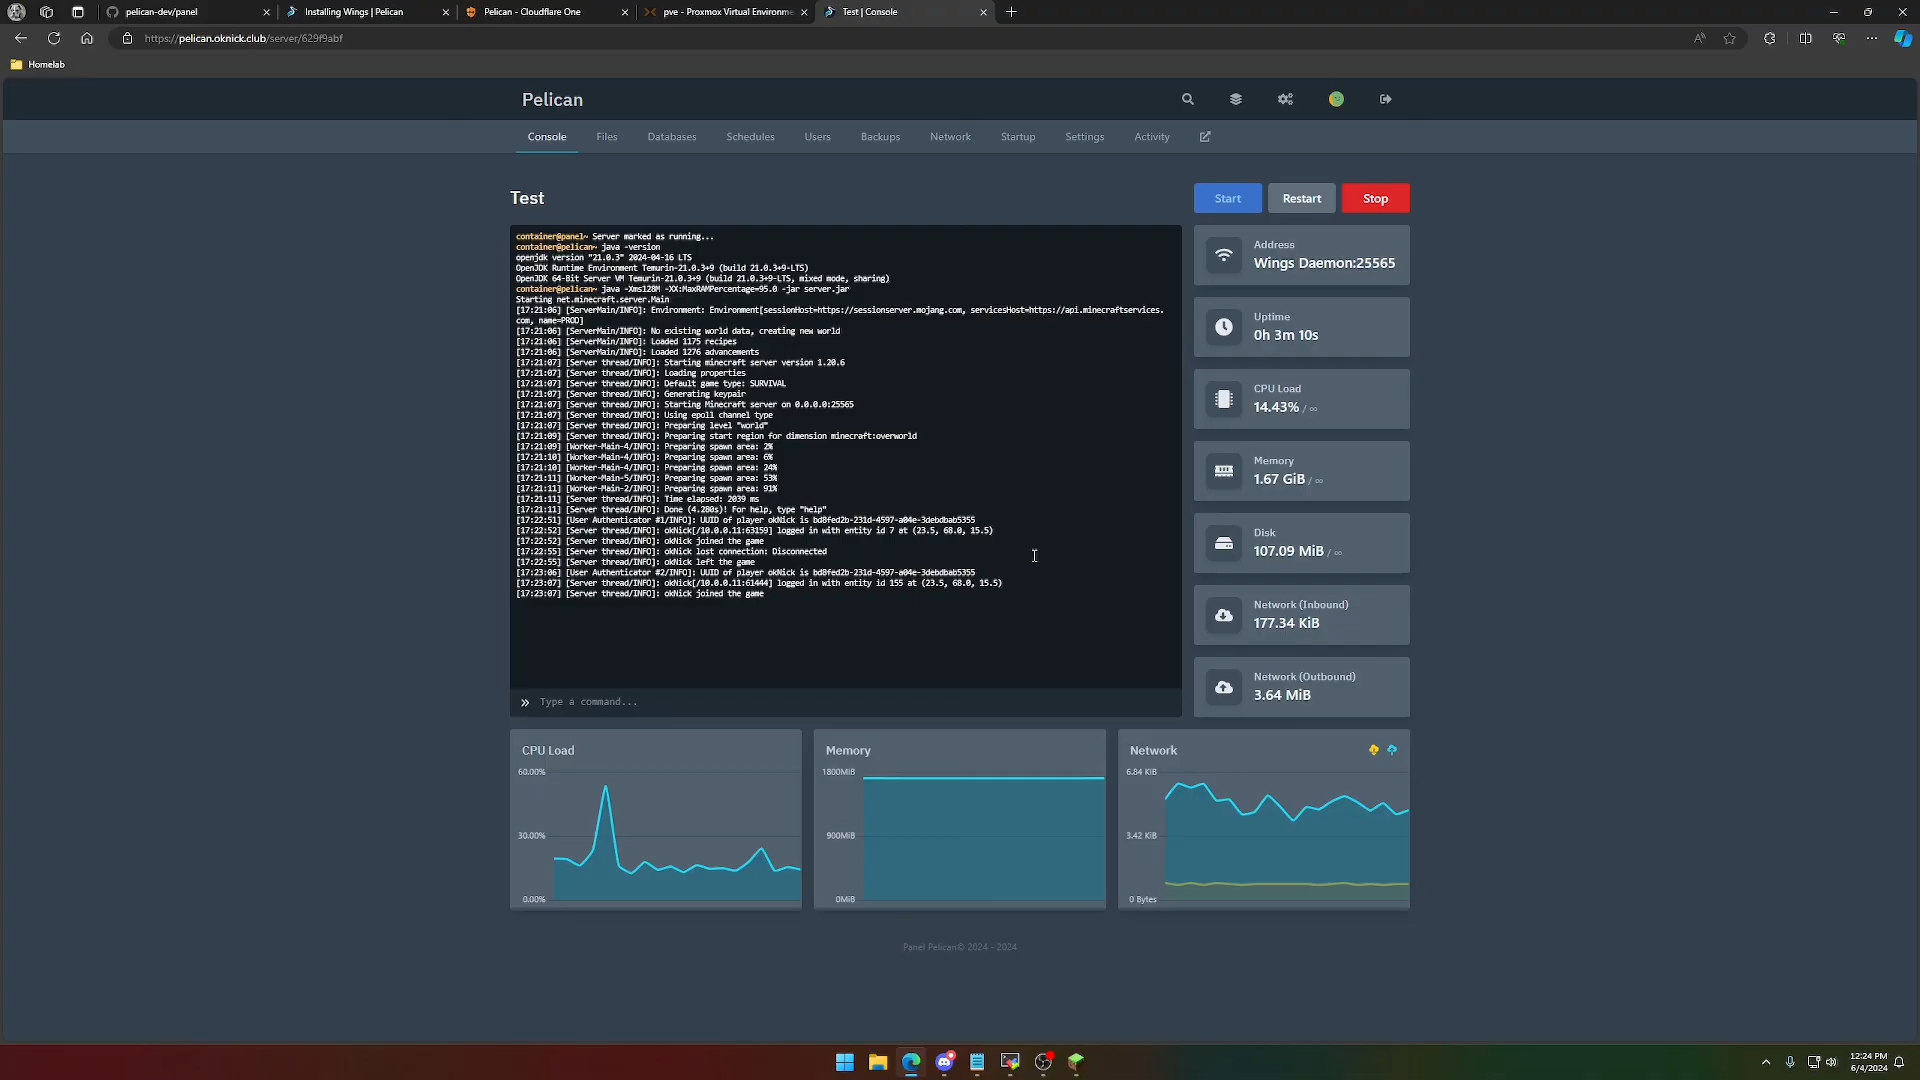 pelican-dev/panel
Installing Wings | Pelican
Pelican - Cloudflare One
pve - Proxmox Virtual Environme
Test | Console
https://pelican.oknick.club/server/629f9abf
Homelab
Pelican
Console
Files
Databases
Schedules
Users
Backups
Network
Startup
Settings
Activity
Test
Start
Restart
Stop
container@panel~ Server marked as running...
container@pelican~ java -version
openjdk version "21.0.3" 2024-04-16 LTS
OpenJDK Runtime Environment Temurin-21.0.3+9 (build 21.0.3+9-LTS)
OpenJDK 64-Bit Server VM Temurin-21.0.3+9 (build 21.0.3+9-LTS, mixed mode, sharing)
container@pelican~ java -Xms128M -XX:MaxRAMPercentage=95.0 -jar server.jar
Starting net.minecraft.server.Main
[17:21:06] [ServerMain/INFO]: Environment: Environment[sessionHost=https://sessionserver.mojang.com, servicesHost=https://api.minecraftservices.
com, name=PROD]
[17:21:06] [ServerMain/INFO]: No existing world data, creating new world
[17:21:06] [ServerMain/INFO]: Loaded 1175 recipes
[17:21:06] [ServerMain/INFO]: Loaded 1276 advancements
[17:21:07] [Server thread/INFO]: Starting minecraft server version 1.20.6
[17:21:07] [Server thread/INFO]: Loading properties
[17:21:07] [Server thread/INFO]: Default game type: SURVIVAL
[17:21:07] [Server thread/INFO]: Generating keypair
[17:21:07] [Server thread/INFO]: Starting Minecraft server on 0.0.0.0:25565
[17:21:07] [Server thread/INFO]: Using epoll channel type
[17:21:07] [Server thread/INFO]: Preparing level "world"
[17:21:09] [Server thread/INFO]: Preparing start region for dimension minecraft:overworld
[17:21:09] [Worker-Main-4/INFO]: Preparing spawn area: 2%
[17:21:10] [Worker-Main-4/INFO]: Preparing spawn area: 6%
[17:21:10] [Worker-Main-4/INFO]: Preparing spawn area: 24%
[17:21:11] [Worker-Main-5/INFO]: Preparing spawn area: 53%
[17:21:11] [Worker-Main-2/INFO]: Preparing spawn area: 91%
[17:21:11] [Server thread/INFO]: Time elapsed: 2039 ms
[17:21:11] [Server thread/INFO]: Done (4.280s)! For help, type "help"
[17:22:51] [User Authenticator #1/INFO]: UUID of player okNick is bd8fed2b-231d-4597-a04e-3debdbab5355
[17:22:52] [Server thread/INFO]: okNick[/10.0.0.11:63159] logged in with entity id 7 at (23.5, 68.0, 15.5)
[17:22:52] [Server thread/INFO]: okNick joined the game
[17:22:55] [Server thread/INFO]: okNick lost connection: Disconnected
[17:22:55] [Server thread/INFO]: okNick left the game
[17:23:06] [User Authenticator #2/INFO]: UUID of player okNick is bd8fed2b-231d-4597-a04e-3debdbab5355
[17:23:07] [Server thread/INFO]: okNick[/10.0.0.11:61444] logged in with entity id 155 at (23.5, 68.0, 15.5)
[17:23:07] [Server thread/INFO]: okNick joined the game
Type a command...
Address
Wings Daemon:25565
Uptime
0h 3m 10s
CPU Load
14.43% / ∞
Memory
1.67 GiB / ∞
Disk
107.09 MiB / ∞
Network (Inbound)
177.34 KiB
Network (Outbound)
3.64 MiB
CPU Load
60.00%
30.00%
0.00%
Memory
1800MiB
900MiB
0MiB
Network
6.84 KiB
3.42 KiB
0 Bytes
Panel Pelican© 2024 - 2024
12:24 PM
6/4/2024